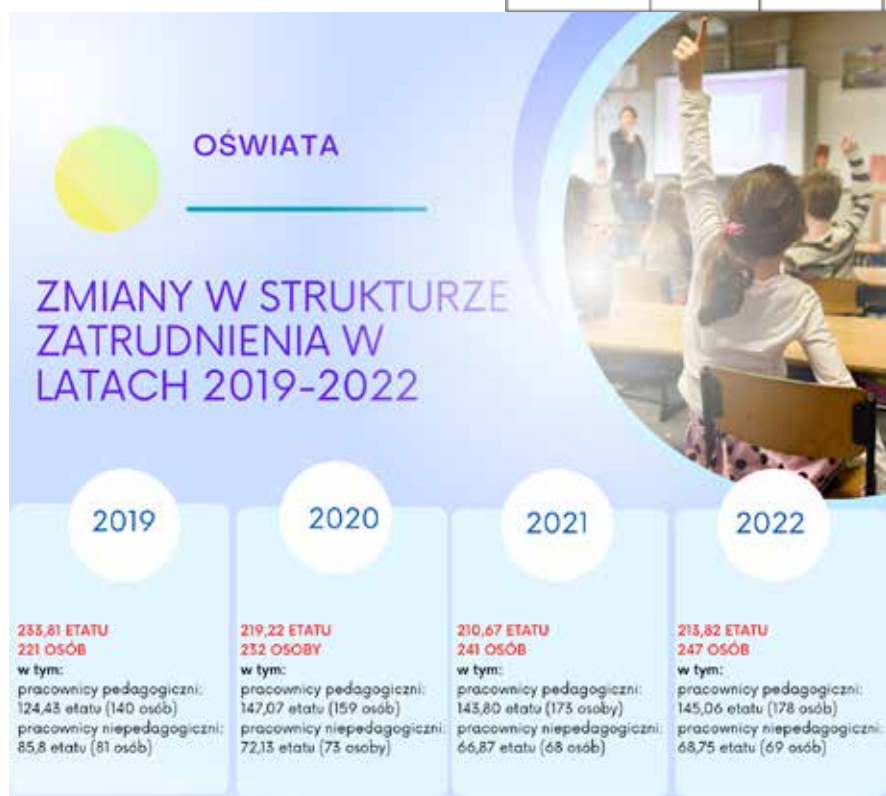 OŚWIATA
ZMIANY W STRUKTURZE
ZATRUDNIENIA W
LATACH 2019-2022
2019
233,81 ETATU
221 OSÓB
w tym:
pracownicy pedagogiczni:
124,43 etatu (140 osób)
pracownicy niepedagogiczni:
85,8 etatu (81 osób)
2020
219,22 ETATU
232 OSOBY
w tym:
pracownicy pedagogiczni:
147,07 etatu (159 osób)
pracownicy niepedagogiczni:
72,13 etatu (73 osoby)
2021
210,67 ETATU
241 OSÓB
w tym:
pracownicy pedagogiczni:
143,80 etatu (173 osoby)
pracownicy niepedagogiczni:
66,87 etatu (68 osób)
2022
213,82 ETATU
247 OSÓB
w tym:
pracownicy pedagogiczni:
145,06 etatu (178 osób)
pracownicy niepedagogiczni:
68,75 etatu (69 osób)